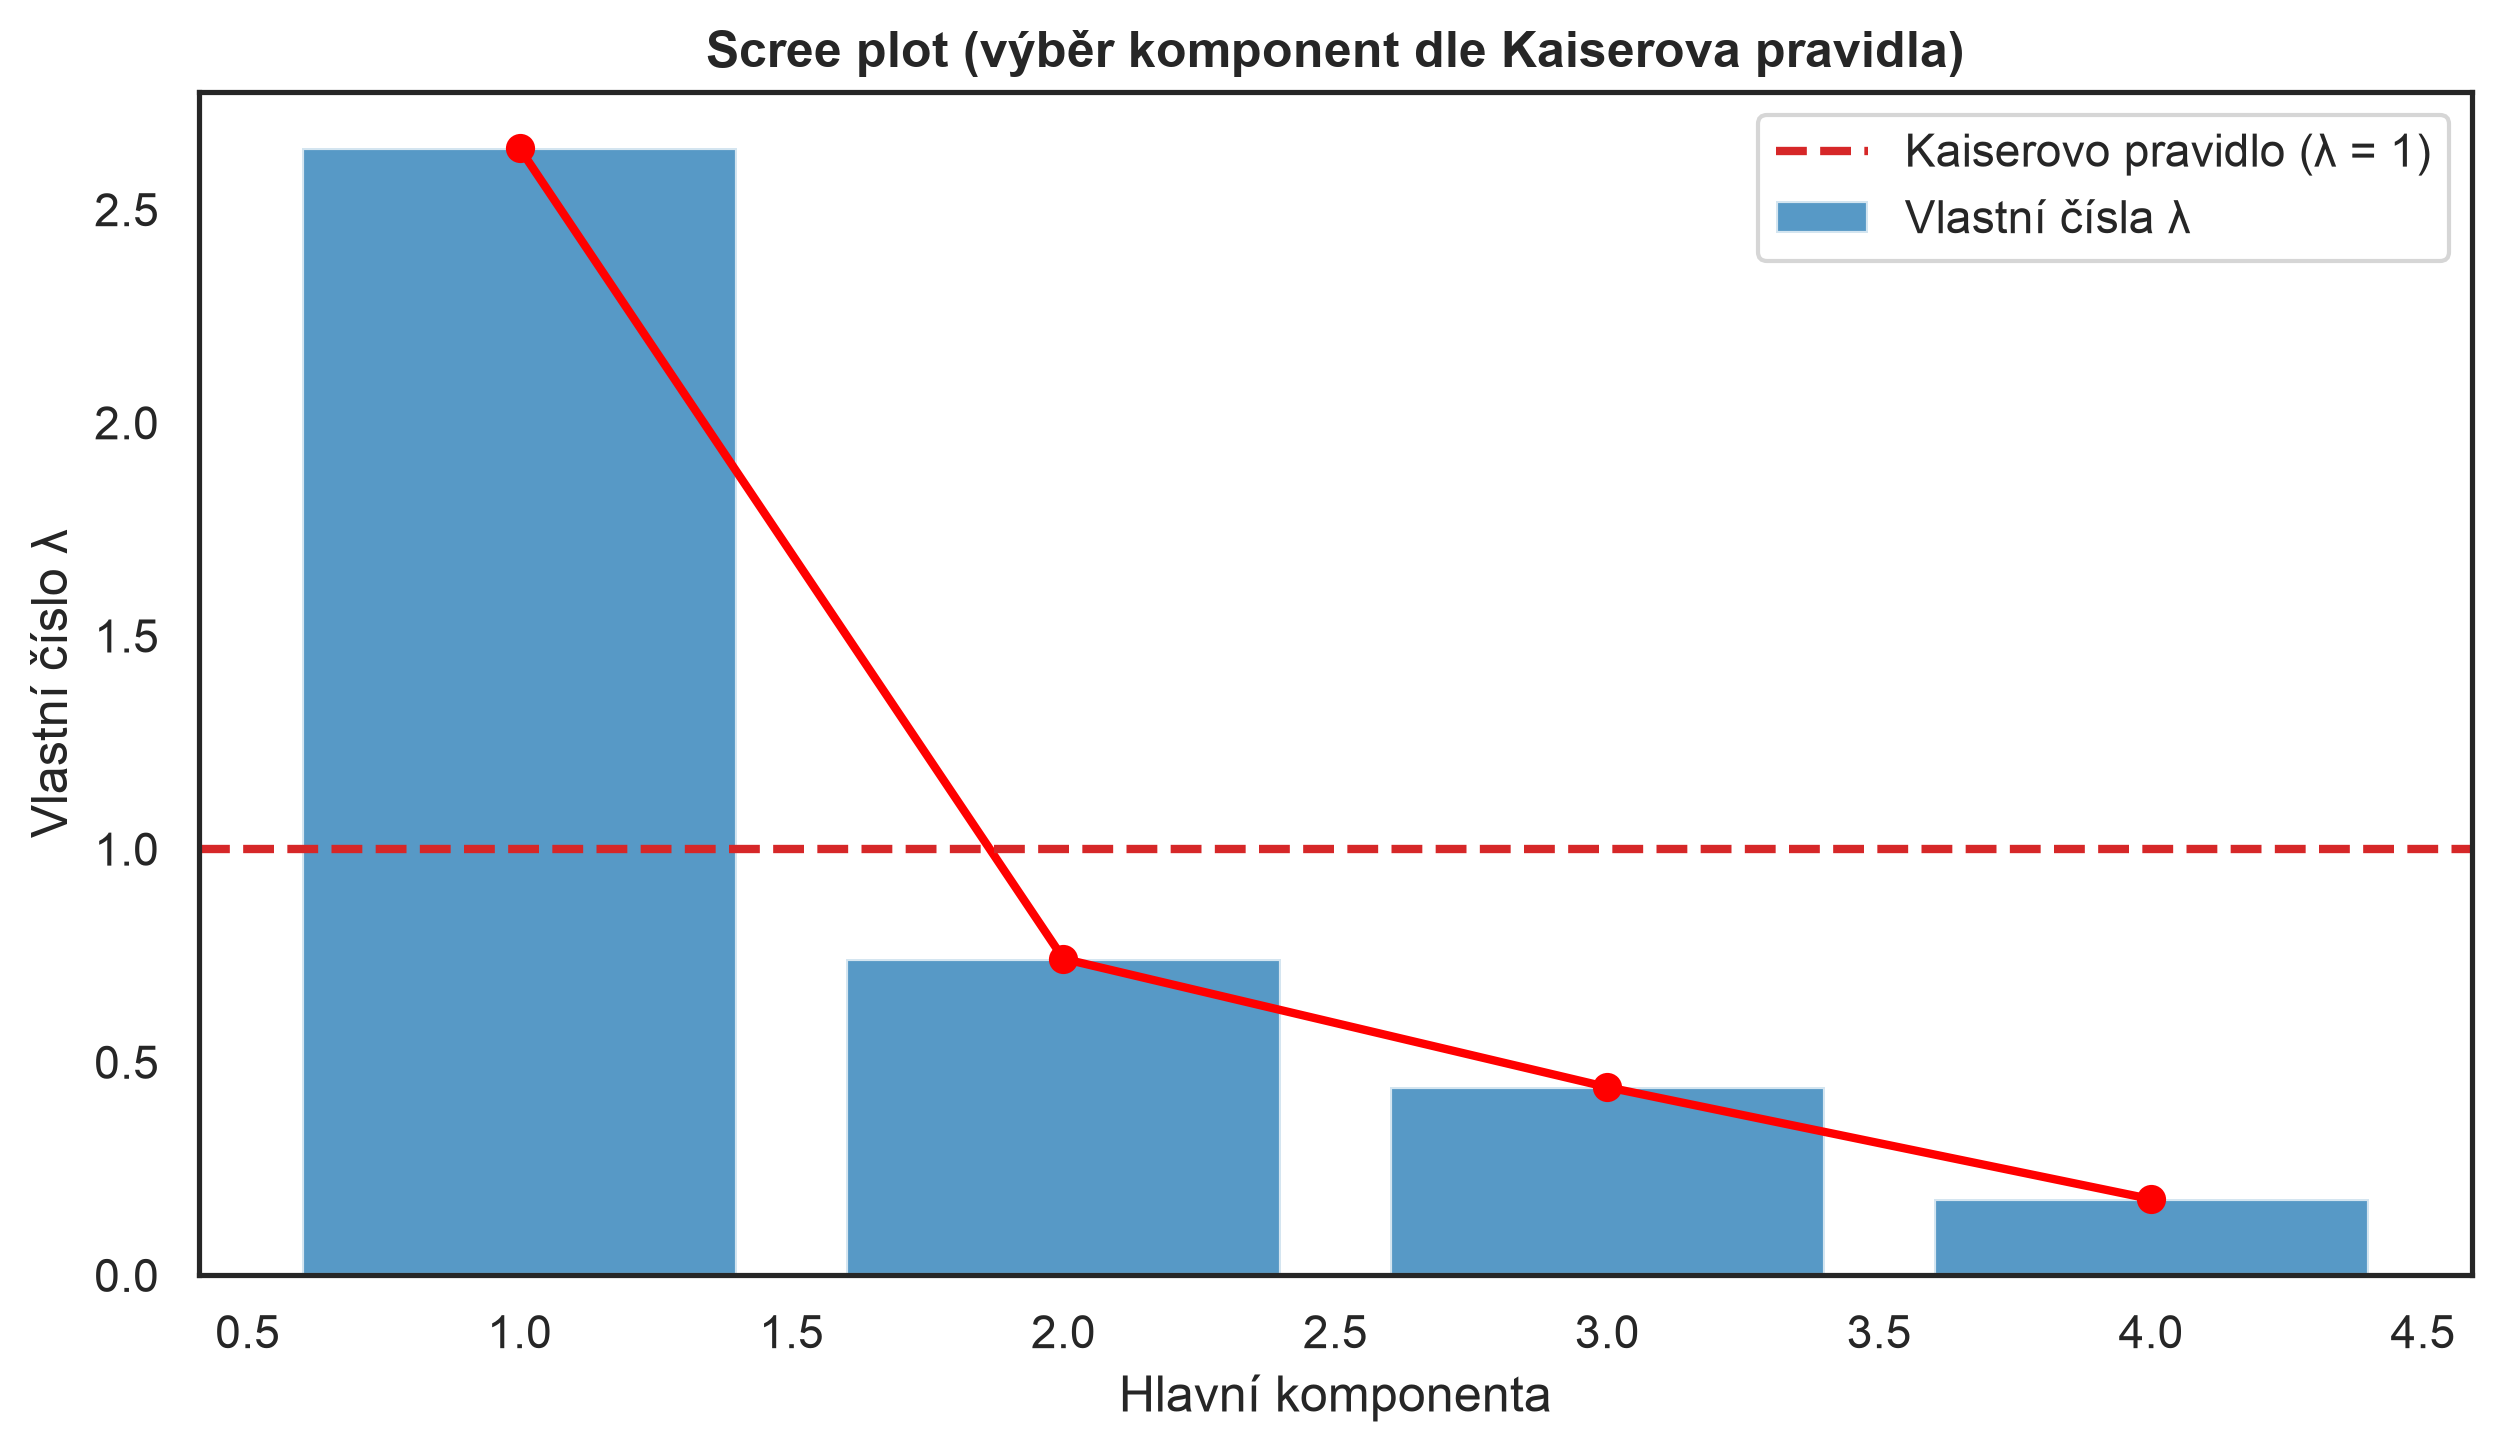 Scree plot (výběr komponent dle Kaiserova pravidla)
Kaiserovo pravidlo (λ = 1)
Vlastní čísla λ
Vlastní číslo λ
2.5
2.0
1.5
1.0
0.5
0.0
0.5 1.0 1.5 2.0 2.5 3.0 3.5 4.0 4.5
Hlavní komponenta